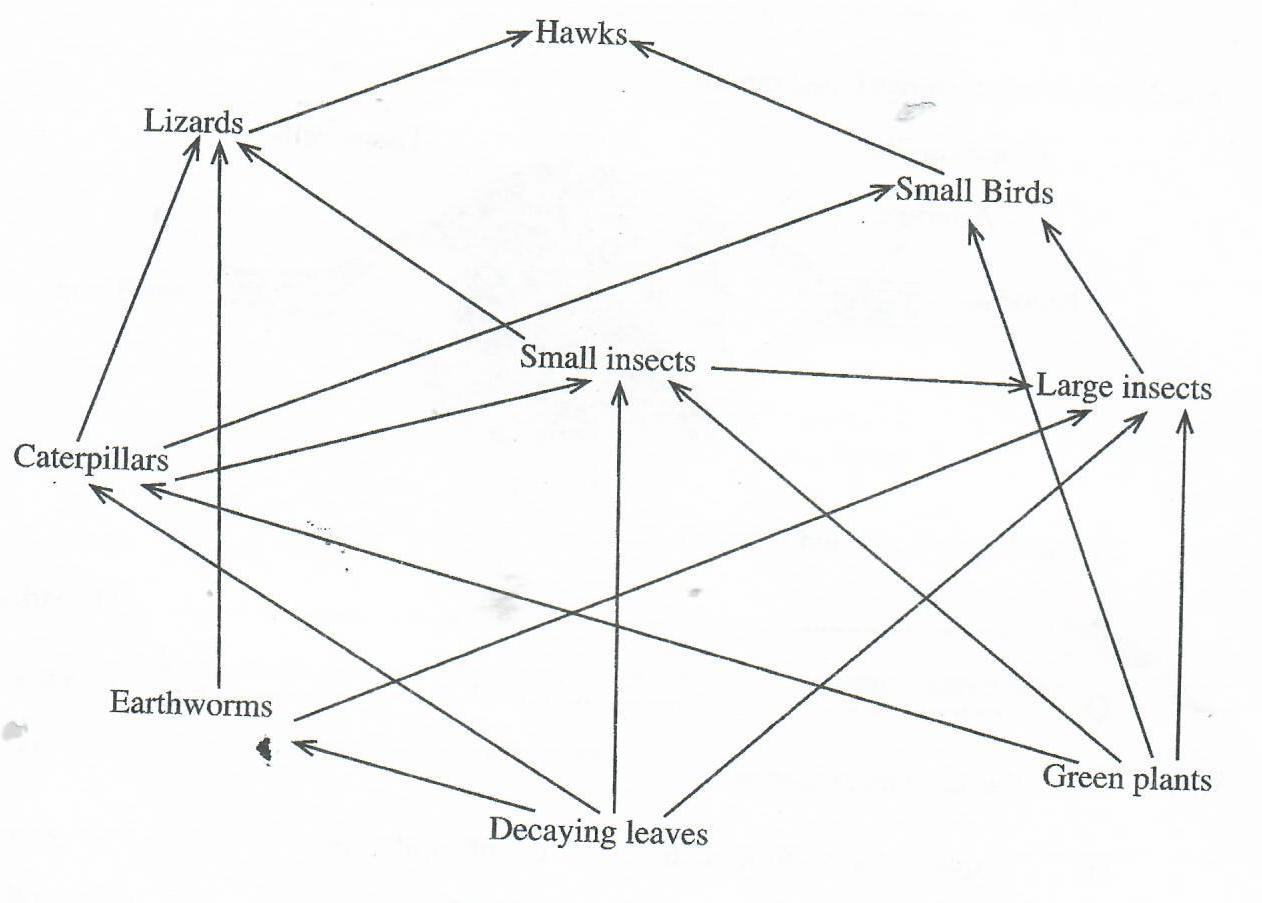 Hawks
Lizards
Small Birds
Small insects
Large insects
Caterpillars
Earthworms
Green plants
Decaying leaves